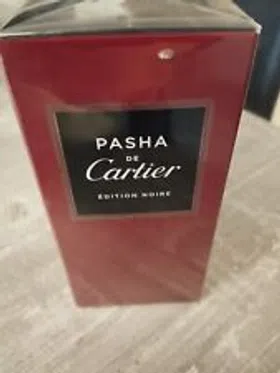 PASHA
DE
Cartier
ÉDITION NOIRE